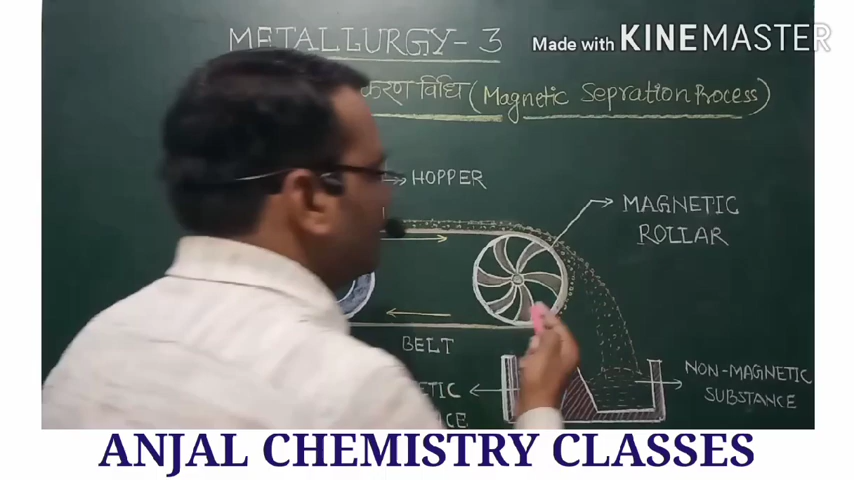 METALLURGY-3
Made with KINEMASTER
करण विधि (Magnetic Sepration Process)
HOPPER
MAGNETIC
ROLLAR
BELT
NON-MAGNETIC
SUBSTANCE
ANJAL CHEMISTRY CLASSES